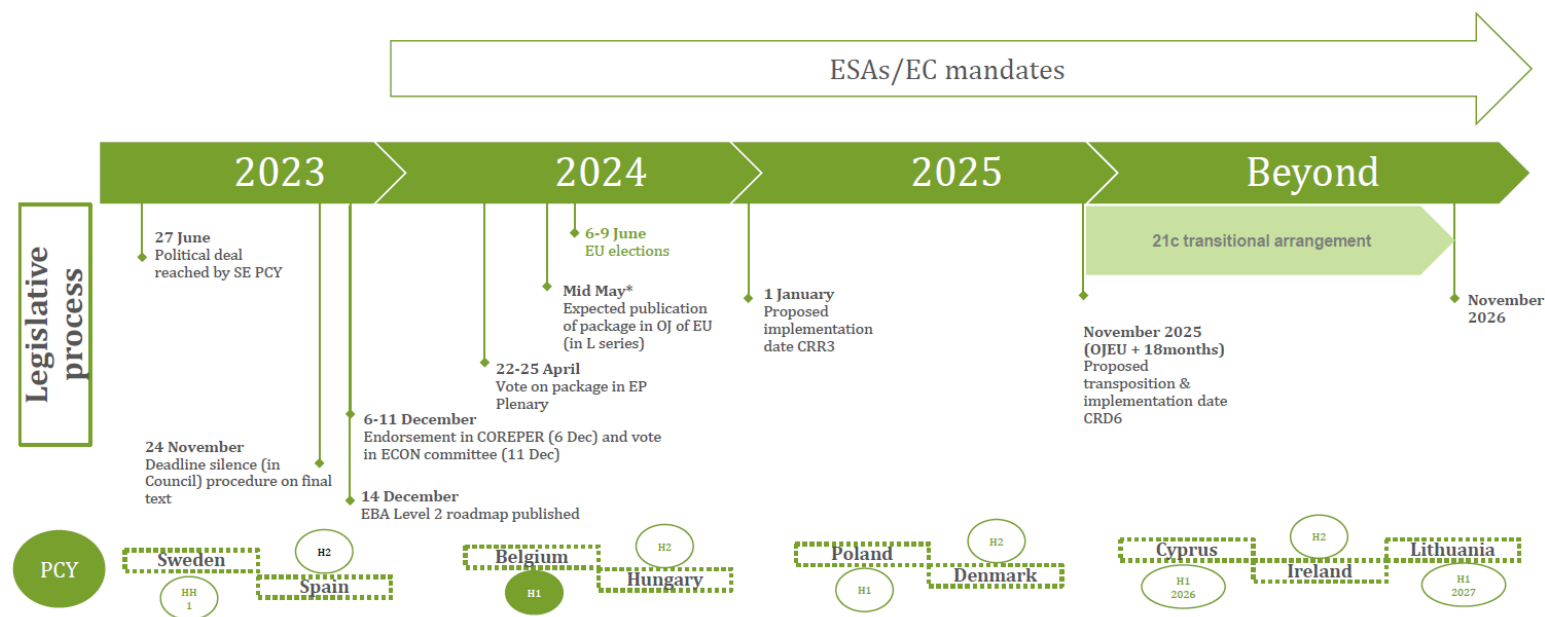 ESAs/EC mandates
2023
2024
2025
Beyond
Legislative
process
27 June
Political deal
reached by SE PCY
24 November
Deadline silence (in
Council) procedure on final
text
6-11 December
Endorsement in COREPER (6 Dec) and vote
in ECON committee (11 Dec)
14 December
EBA Level 2 roadmap published
22-25 April
Vote on package in EP
Plenary
Mid May*
Expected publication
of package in OJ of EU
(in L series)
6-9 June
EU elections
1 January
Proposed
implementation
date CRR3
21c transitional arrangement
November 2025
(OJEU + 18months)
Proposed
transposition &
implementation date
CRD6
November
2026
PCY
Sweden
HH
1
H2
Spain
Belgium
H1
H2
Hungary
Poland
H1
H2
Denmark
Cyprus
H1
2026
H2
Ireland
Lithuania
H1
2027